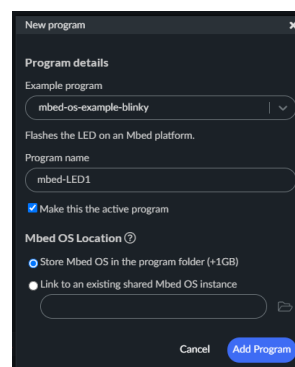 New program
Program details
Example program
mbed-os-example-blinky
Flashes the LED on an Mbed platform.
Program name
mbed-LED1
Make this the active program
Mbed OS Location
Store Mbed OS in the program folder (+1GB)
Link to an existing shared Mbed OS instance
Cancel Add Program